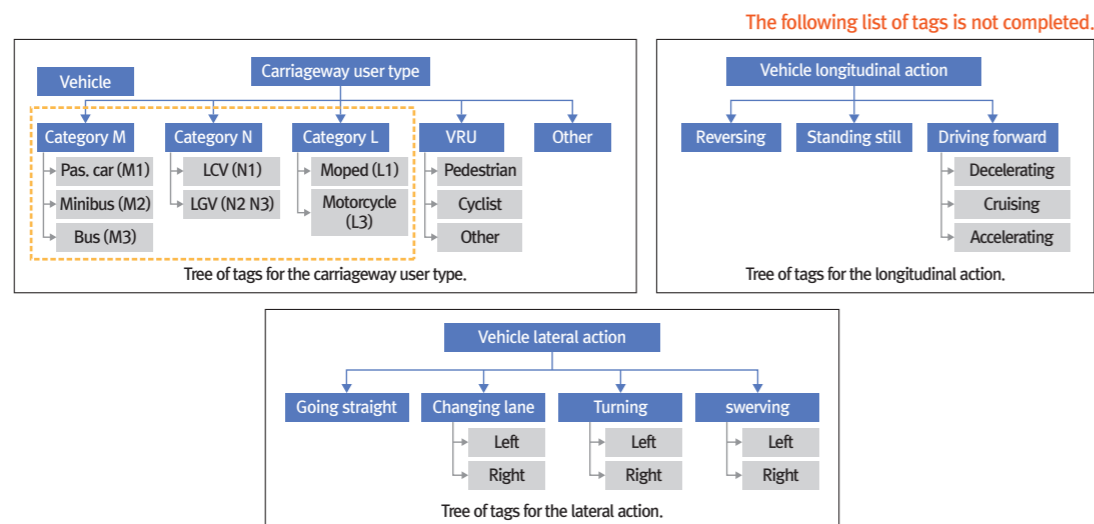 The following list of tags is not completed.
Carriageway user type
Vehicle
Category M
Category N
Category L
VRU
Other
Pas. car (M1)
LCV (N1)
Moped (L1)
Pedestrian
Minibus (M2)
LGV (N2 N3)
Motorcycle
(L3)
Cyclist
Bus (M3)
Other
Tree of tags for the carriageway user type.
Vehicle longitudinal action
Reversing
Standing still
Driving forward
Decelerating
Cruising
Accelerating
Tree of tags for the longitudinal action.
Vehicle lateral action
Going straight
Changing lane
Turning
swerving
Left
Left
Left
Right
Right
Right
Tree of tags for the lateral action.